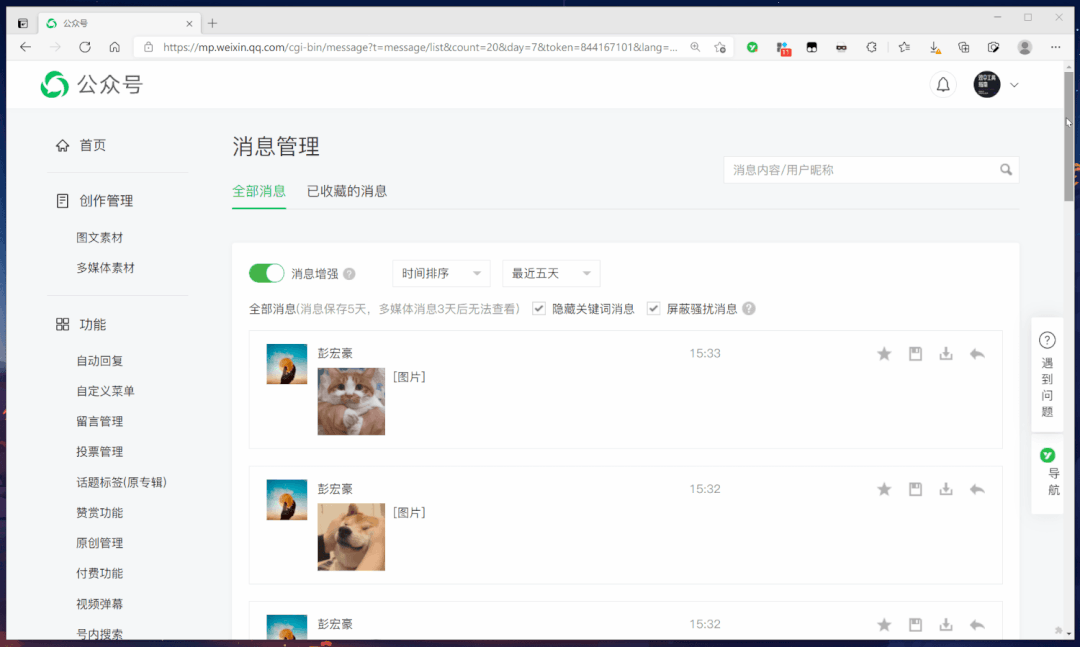 公众号
https://mp.weixin.qq.com/cgi-bin/message?t=message/list&count=20&day=7&token=844167101&lang=...
11
公众号
首页
创作管理
图文素材
多媒体素材
功能
自动回复
自定义菜单
留言管理
投票管理
话题标签(原专辑)
赞赏功能
原创管理
付费功能
视频弹幕
号内搜索
消息管理
消息内容/用户昵称
全部消息 已收藏的消息
消息增强 ? 时间排序 最近五天
全部消息(消息保存5天，多媒体消息3天后无法查看) 隐藏关键词消息 屏蔽骚扰消息 ?
彭宏豪 15:33
[图片]
彭宏豪 15:32
[图片]
彭宏豪 15:32
?
遇
到
问
题
导
航